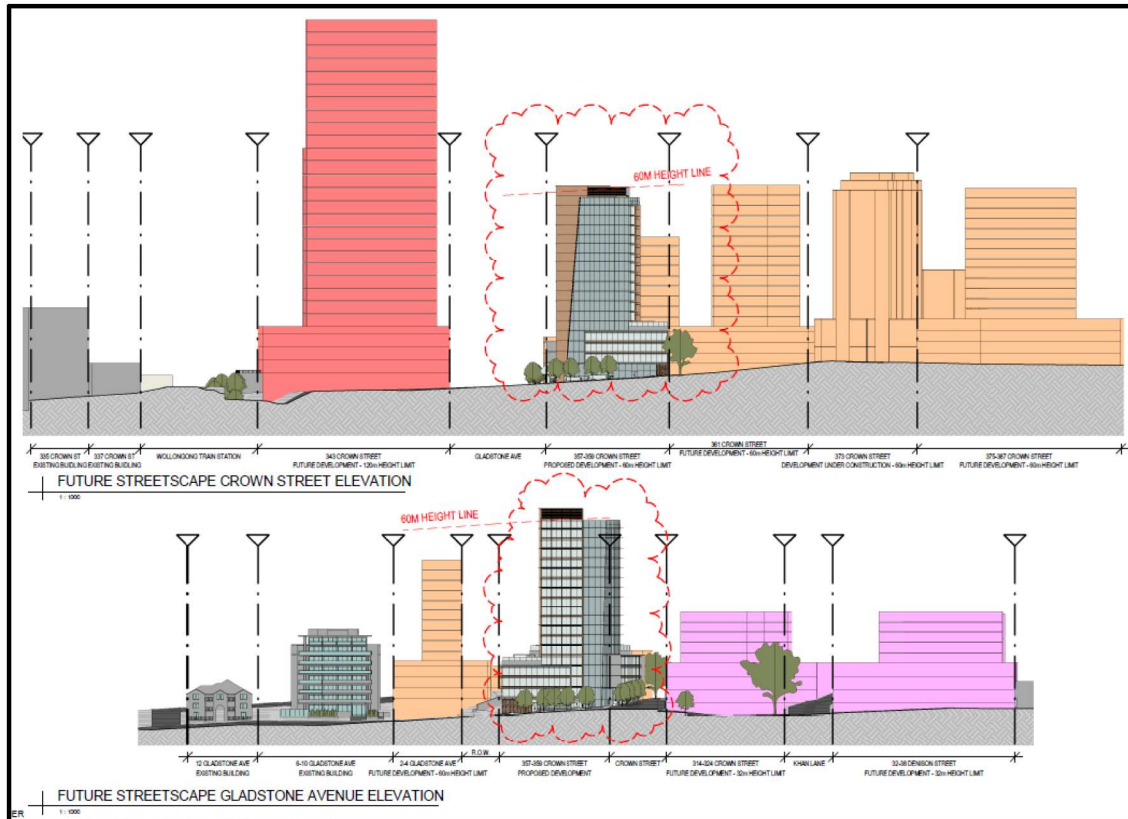 60M HEIGHT LINE
335 CROWN ST
EXISTING BUIDLING
337 CROWN ST
EXISTING BUIDLING
WOLLONGONG TRAIN STATION
343 CROWN STREET
FUTURE DEVELOPMENT - 120m HEIGHT LIMIT
GLADSTONE AVE
357-359 CROWN STREET
PROPOSED DEVELOPMENT - 60m HEIGHT LIMIT
361 CROWN STREET
FUTURE DEVELOPMENT - 60m HEIGHT LIMIT
373 CROWN STREET
DEVELOPMENT UNDER CONSTRUCTION - 60m HEIGHT LIMIT
375-387 CROWN STREET
FUTURE DEVELOPMENT - 60m HEIGHT LIMIT
FUTURE STREETSCAPE CROWN STREET ELEVATION
1 : 1000
60M HEIGHT LINE
12 GLADSTONE AVE
EXISTING BUILDING
6-10 GLADSTONE AVE
EXISTING BUILDING
2-4 GLADSTONE AVE
FUTURE DEVELOPMENT - 60m HEIGHT LIMIT
R.O.W.
357-359 CROWN STREET
PROPOSED DEVELOPMENT
CROWN STREET
314-324 CROWN STREET
FUTURE DEVELOPMENT - 32m HEIGHT LIMIT
KHAN LANE
32-38 DENISON STREET
FUTURE DEVELOPMENT - 32m HEIGHT LIMIT
FUTURE STREETSCAPE GLADSTONE AVENUE ELEVATION
1 : 1000
ER